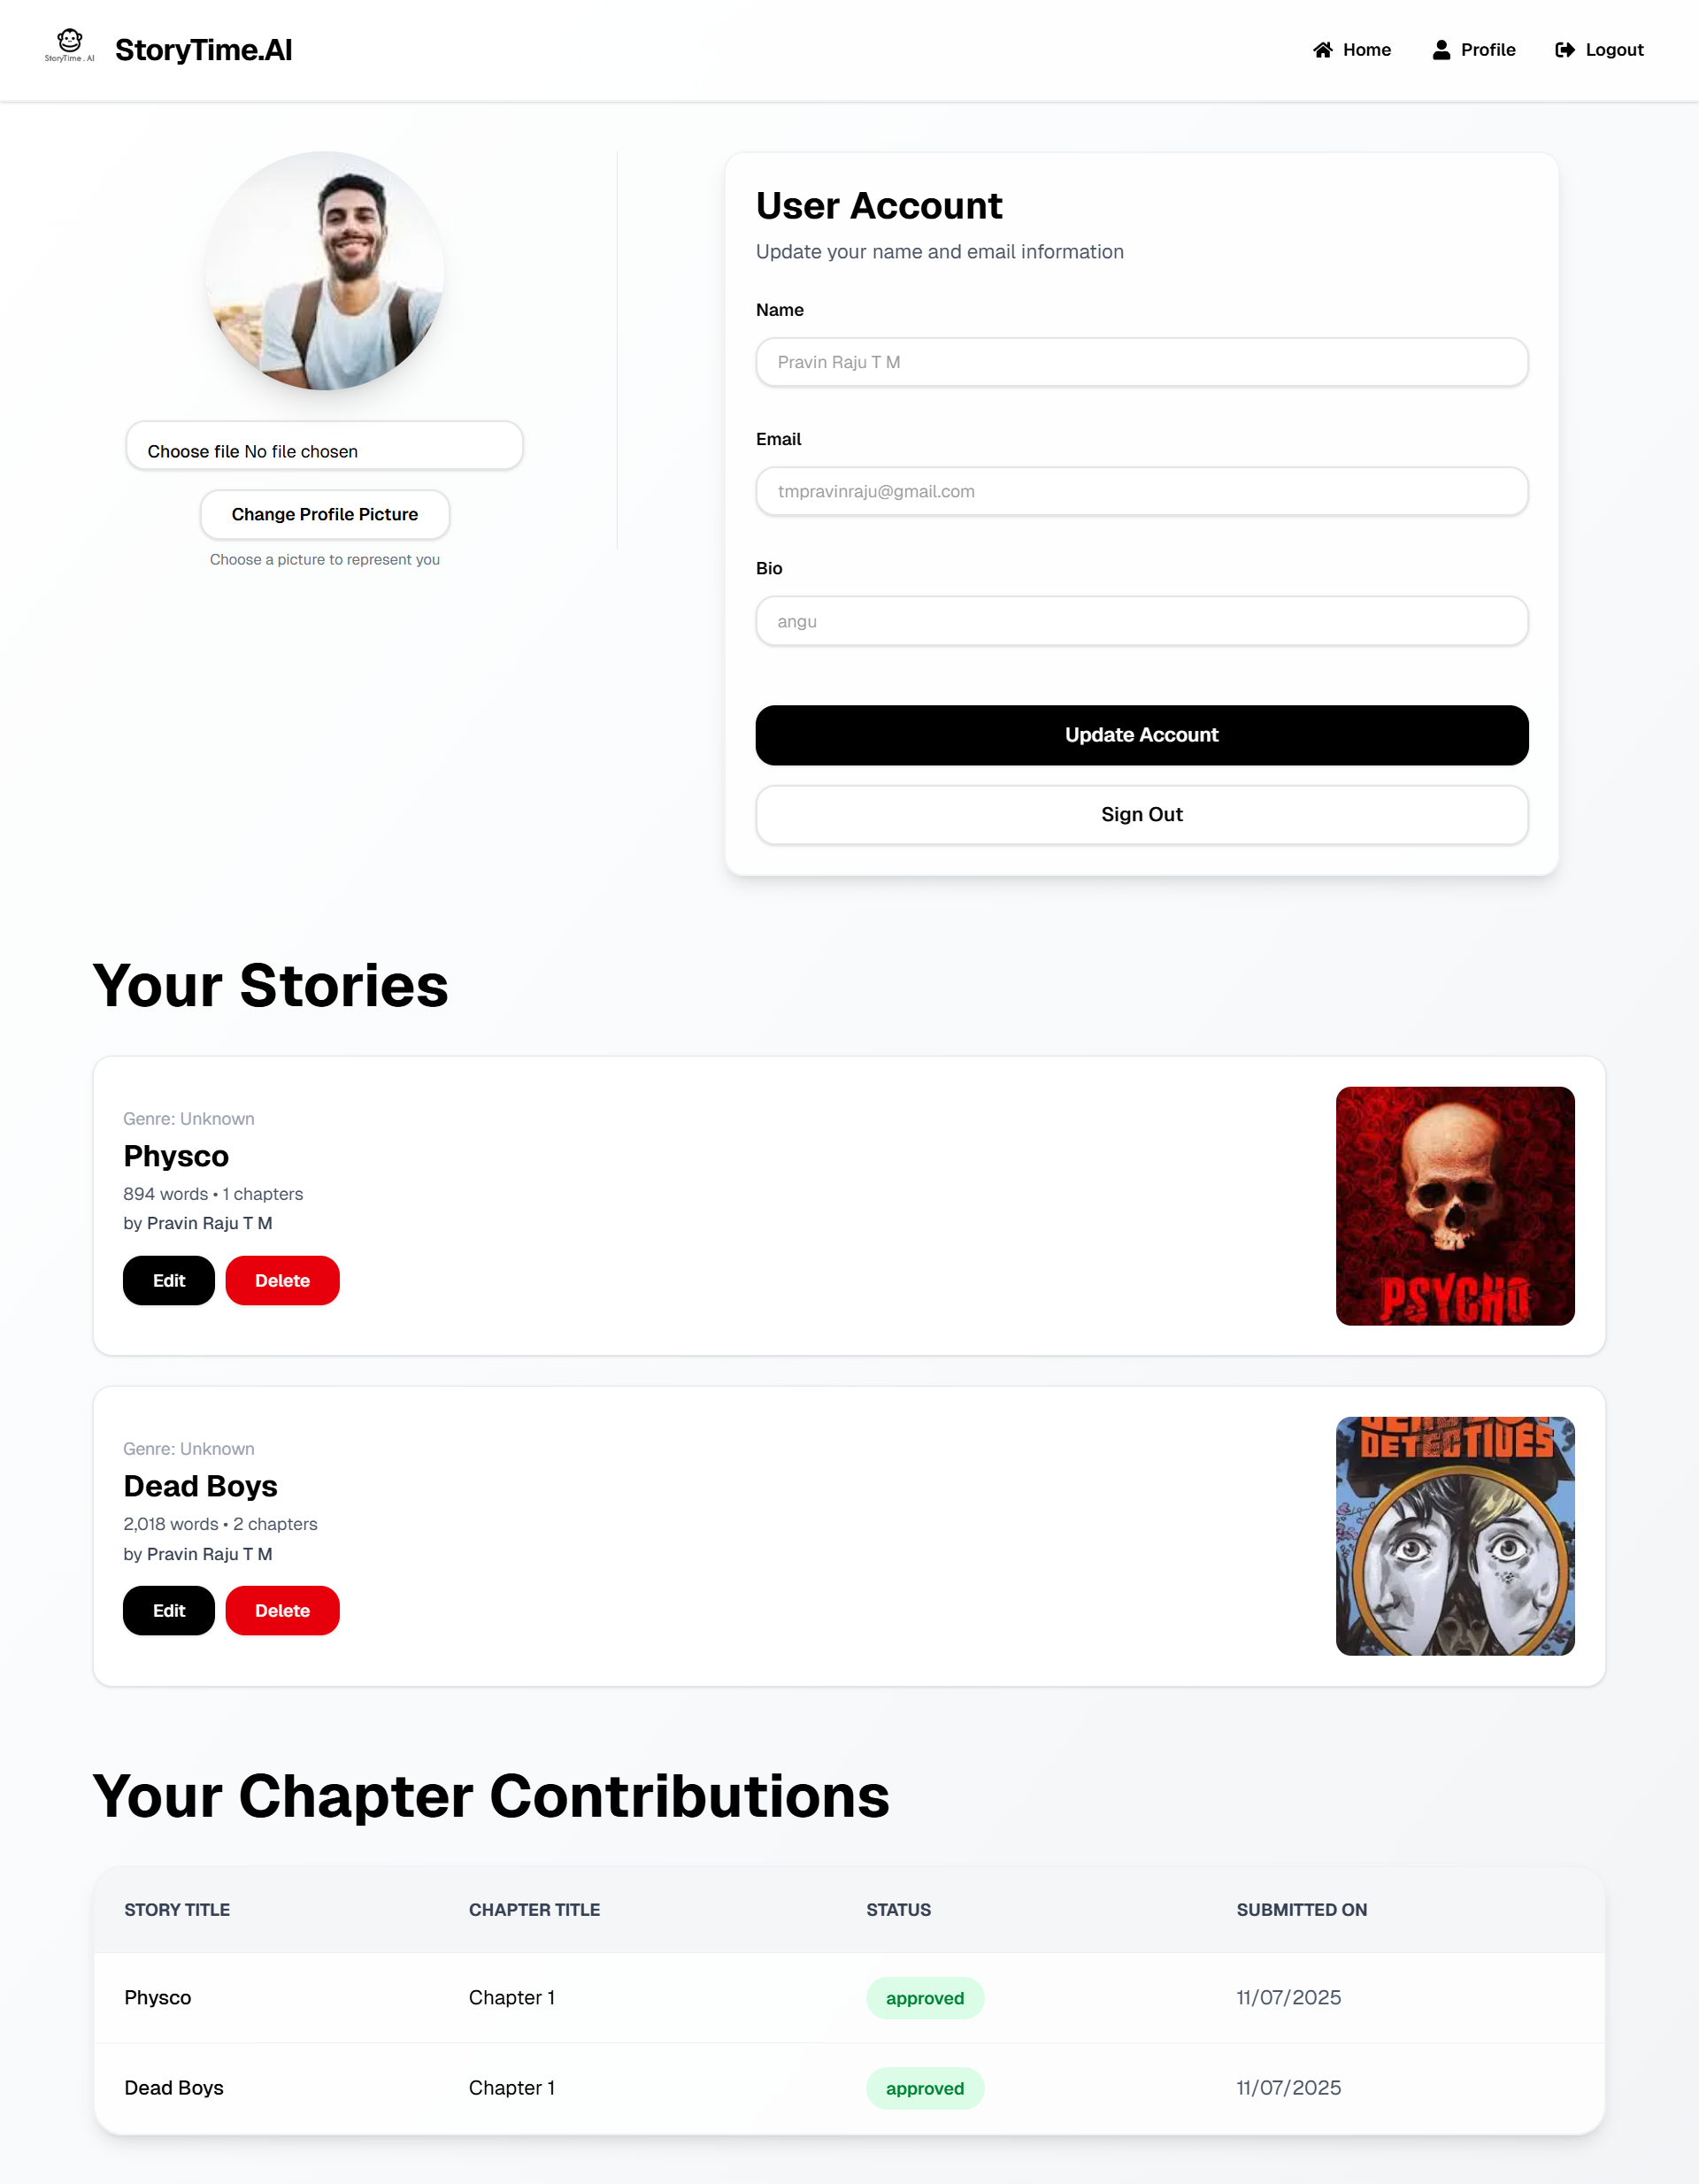 StoryTime . AI
StoryTime.AI
Home
Profile
Logout
Choose file No file chosen
Change Profile Picture
Choose a picture to represent you
User Account
Update your name and email information
Name
Pravin Raju T M
Email
tmpravinraju@gmail.com
Bio
angu
Update Account
Sign Out
Your Stories
Genre: Unknown
Physco
894 words • 1 chapters
by Pravin Raju T M
Edit
Delete
PSYCHO
Genre: Unknown
Dead Boys
2,018 words • 2 chapters
by Pravin Raju T M
Edit
Delete
DETECTIVES
Your Chapter Contributions
STORY TITLE
CHAPTER TITLE
STATUS
SUBMITTED ON
Physco
Chapter 1
approved
11/07/2025
Dead Boys
Chapter 1
approved
11/07/2025